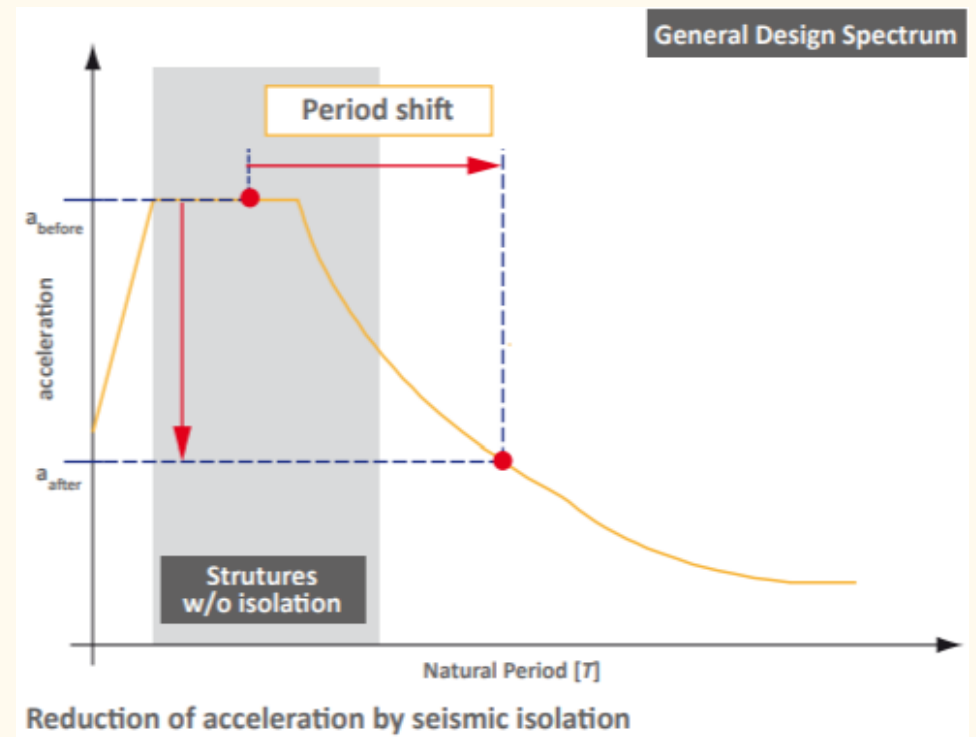 General Design Spectrum
Period shift
a before
acceleration
a after
Strutures
w/o isolation
Natural Period [T]
Reduction of acceleration by seismic isolation